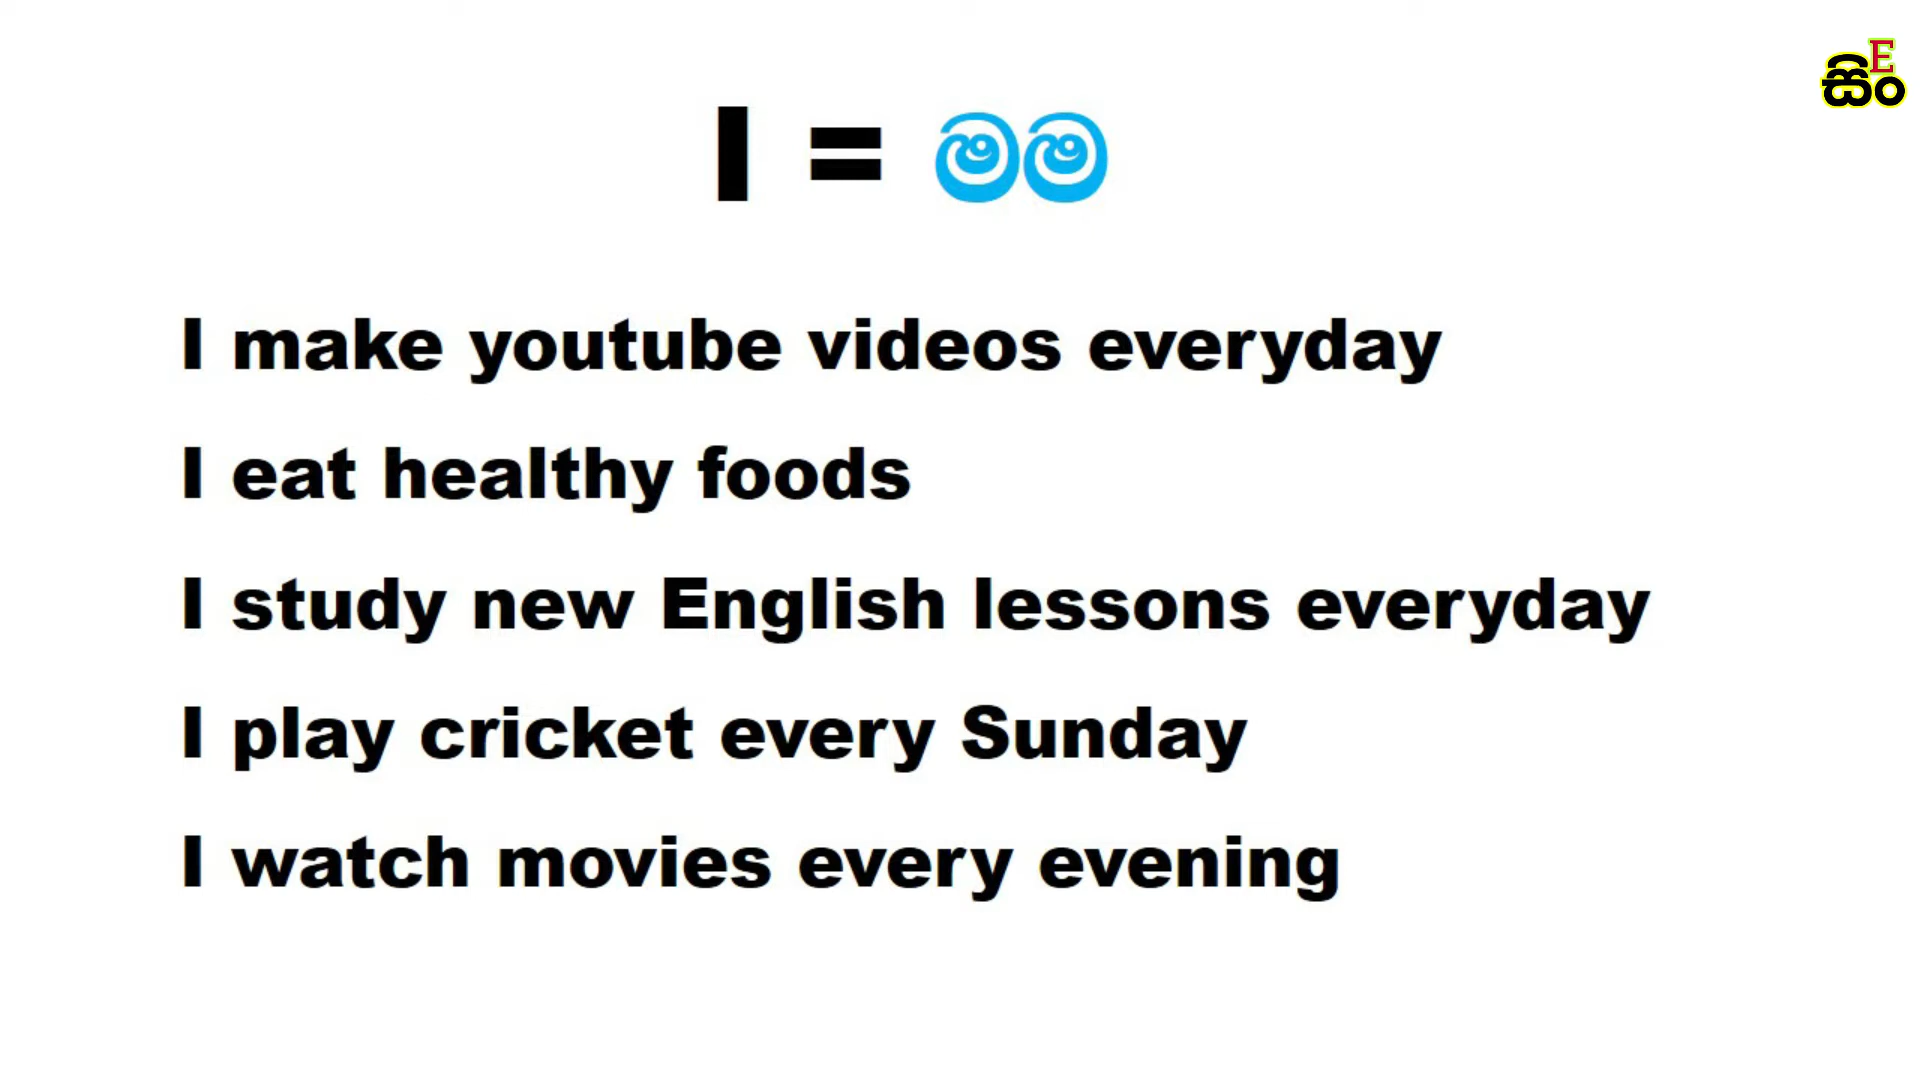 සිං E
I = මම
I make youtube videos everyday
I eat healthy foods
I study new English lessons everyday
I play cricket every Sunday
I watch movies every evening